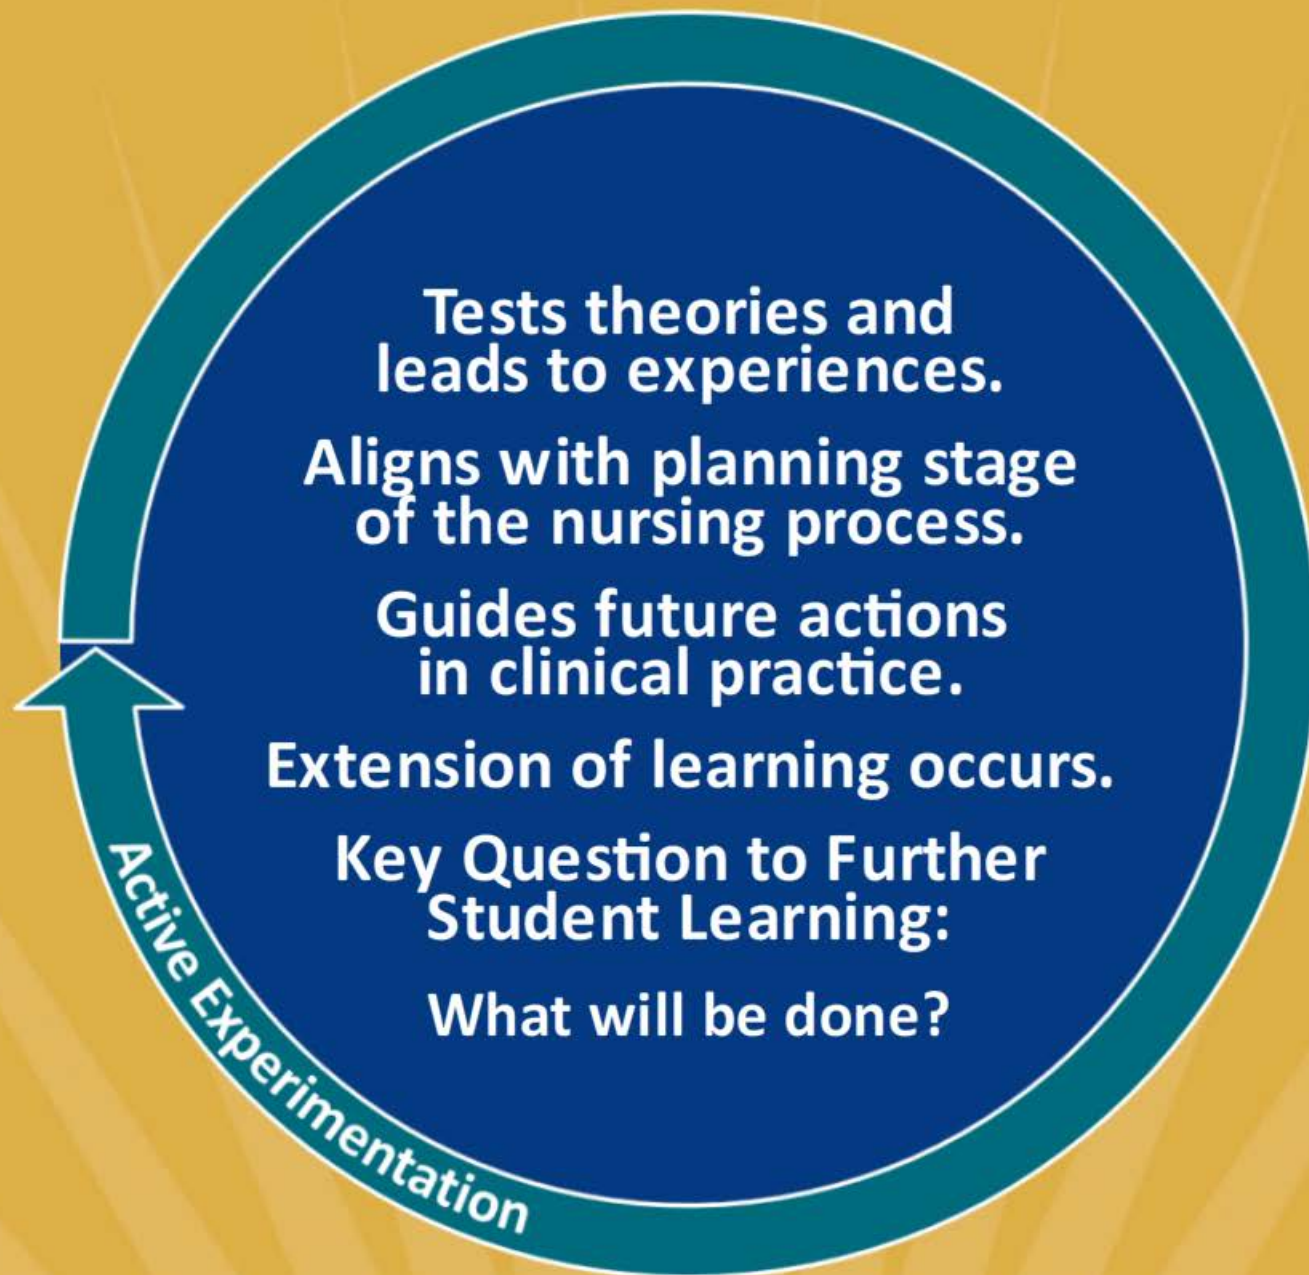 Tests theories and
leads to experiences.
Aligns with planning stage
of the nursing process.
Guides future actions
in clinical practice.
Extension of learning occurs.
Key Question to Further
Student Learning:
What will be done?
Active Experimentation